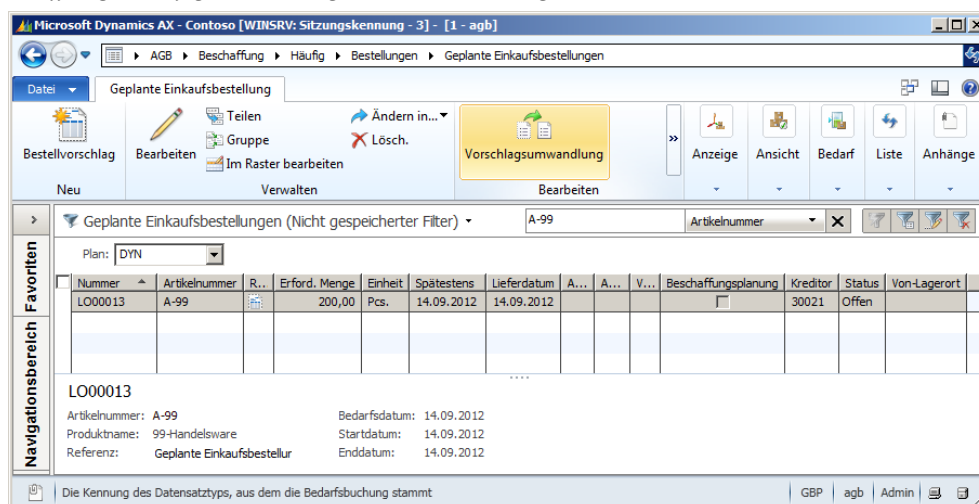 Microsoft Dynamics AX - Contoso [WINSRV: Sitzungskennung - 3] - [1 - agb]
AGB Beschaffung Häufig Bestellungen Geplante Einkaufsbestellungen
Datei Geplante Einkaufsbestellung
Teilen Ändern in...
Gruppe Lösch.
Bestellvorschlag Bearbeiten Im Raster bearbeiten Vorschlagsumwandlung » Anzeige Ansicht Bedarf Liste Anhänge
Neu Verwalten Bearbeiten
Geplante Einkaufsbestellungen (Nicht gespeicherter Filter) A-99 Artikelnummer
Plan: DYN
Nummer Artikelnummer R... Erford. Menge Einheit Spätestens Lieferdatum A... A... V... Beschaffungsplanung Kreditor Status Von-Lagerort
LO00013 A-99 200,00 Pcs. 14.09.2012 14.09.2012 30021 Offen
Favoriten
Navigationsbereich
LO00013
Artikelnummer: A-99 Bedarfsdatum: 14.09.2012
Produktname: 99-Handelsware Startdatum: 14.09.2012
Referenz: Geplante Einkaufsbestellur Enddatum: 14.09.2012
Die Kennung des Datensatztyps, aus dem die Bedarfsbuchung stammt GBP agb Admin